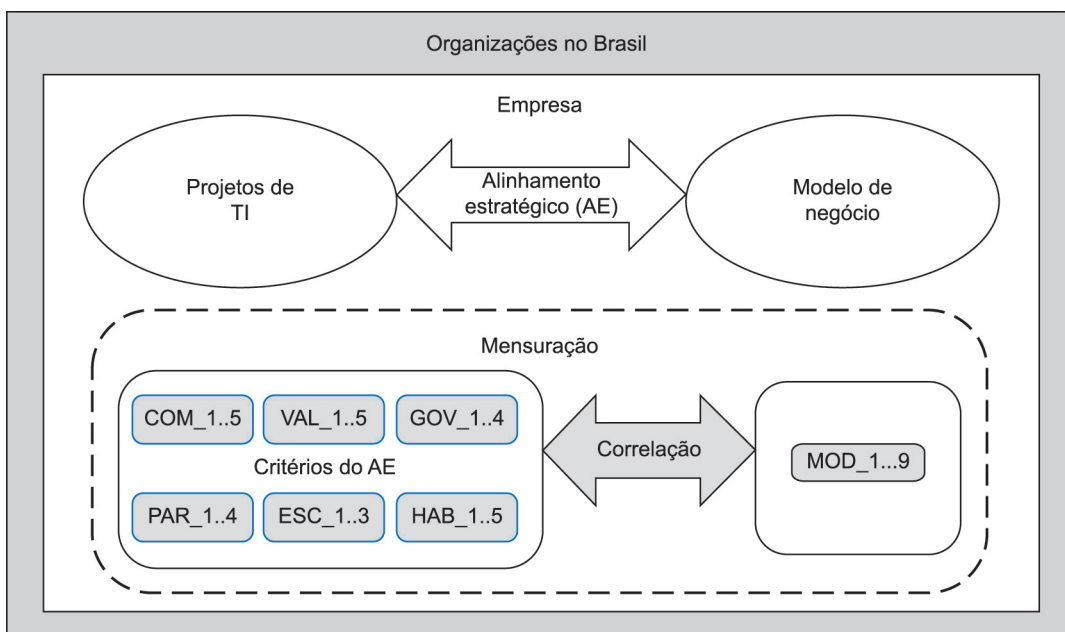 Organizações no Brasil
Empresa
Projetos de
TI
Alinhamento
estratégico (AE)
Modelo de
negócio
Mensuração
COM_1..5
VAL_1..5
GOV_1..4
Critérios do AE
PAR_1..4
ESC_1..3
HAB_1..5
Correlação
MOD_1...9